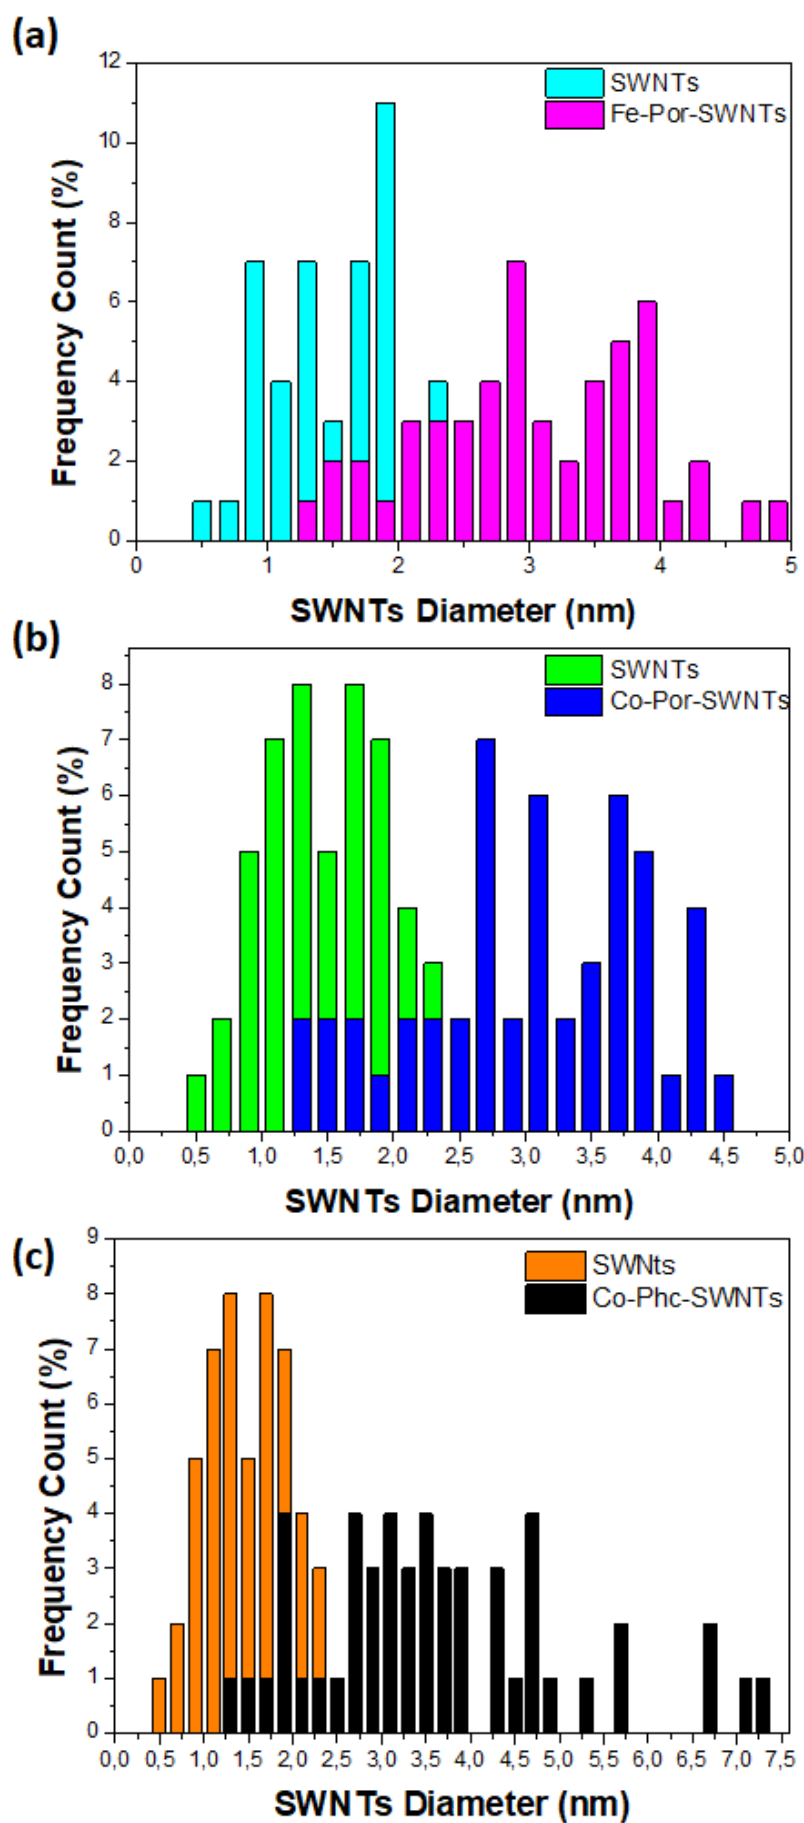 (a)
12
10
8
6
4
2
0
Frequency Count (%)
SWNTs
Fe-Por-SWNTs
0 1 2 3 4 5
SWNTs Diameter (nm)
(b)
8
7
6
5
4
3
2
1
0
Frequency Count (%)
SWNTs
Co-Por-SWNTs
0,0 0,5 1,0 1,5 2,0 2,5 3,0 3,5 4,0 4,5 5,0
SWNTs Diameter (nm)
(c)
9
8
7
6
5
4
3
2
1
0
Frequency Count (%)
SWNts
Co-Phc-SWNTs
0,0 0,5 1,0 1,5 2,0 2,5 3,0 3,5 4,0 4,5 5,0 5,5 6,0 6,5 7,0 7,5
SWNTs Diameter (nm)